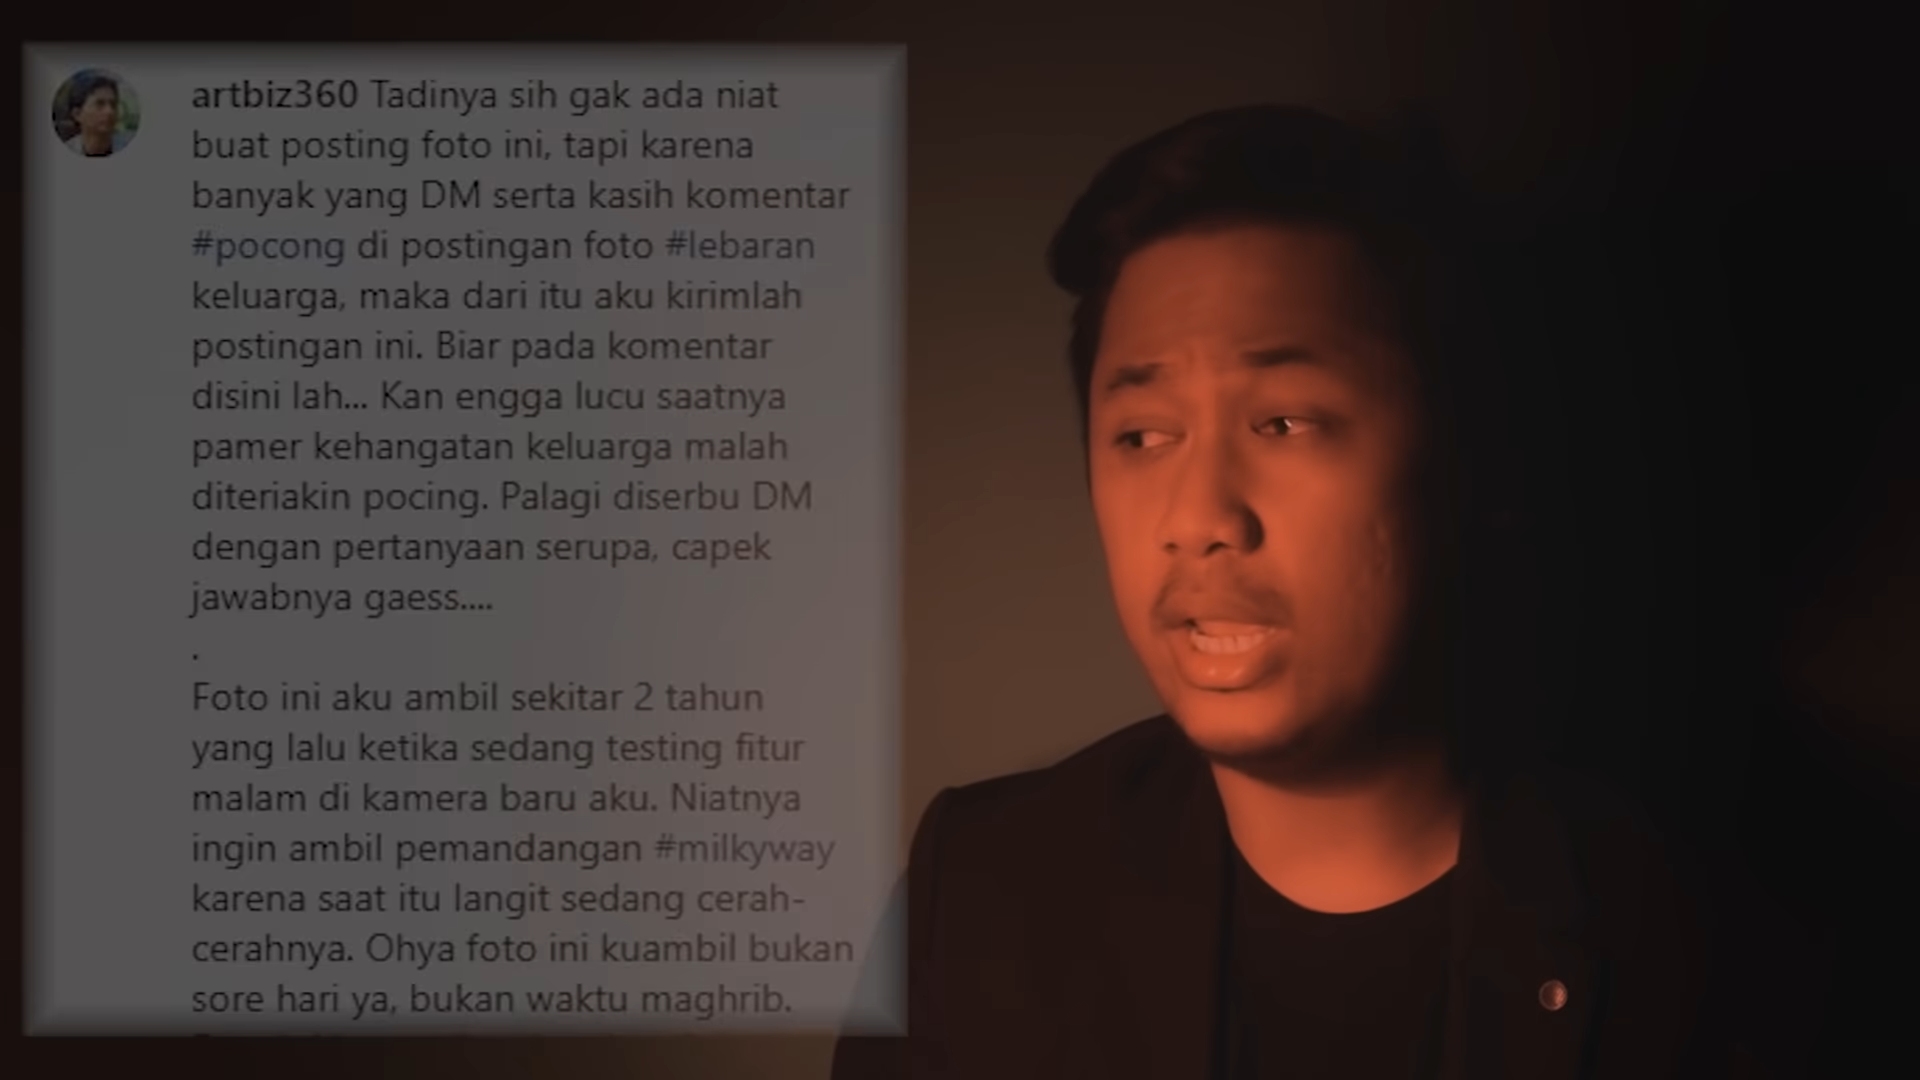 artbiz360 Tadinya sih gak ada niat
buat posting foto ini, tapi karena
banyak yang DM serta kasih komentar
#pocong di postingan foto #lebaran
keluarga, maka dari itu aku kirimlah
postingan ini. Biar pada komentar
disini lah... Kan engga lucu saatnya
pamer kehangatan keluarga malah
diteriakin pocing. Palagi diserbu DM
dengan pertanyaan serupa, capek
jawabnya gaess....
.
Foto ini aku ambil sekitar 2 tahun
yang lalu ketika sedang testing fitur
malam di kamera baru aku. Niatnya
ingin ambil pemandangan #milkyway
karena saat itu langit sedang cerah-
cerahnya. Ohya foto ini kuambil bukan
sore hari ya, bukan waktu maghrib.